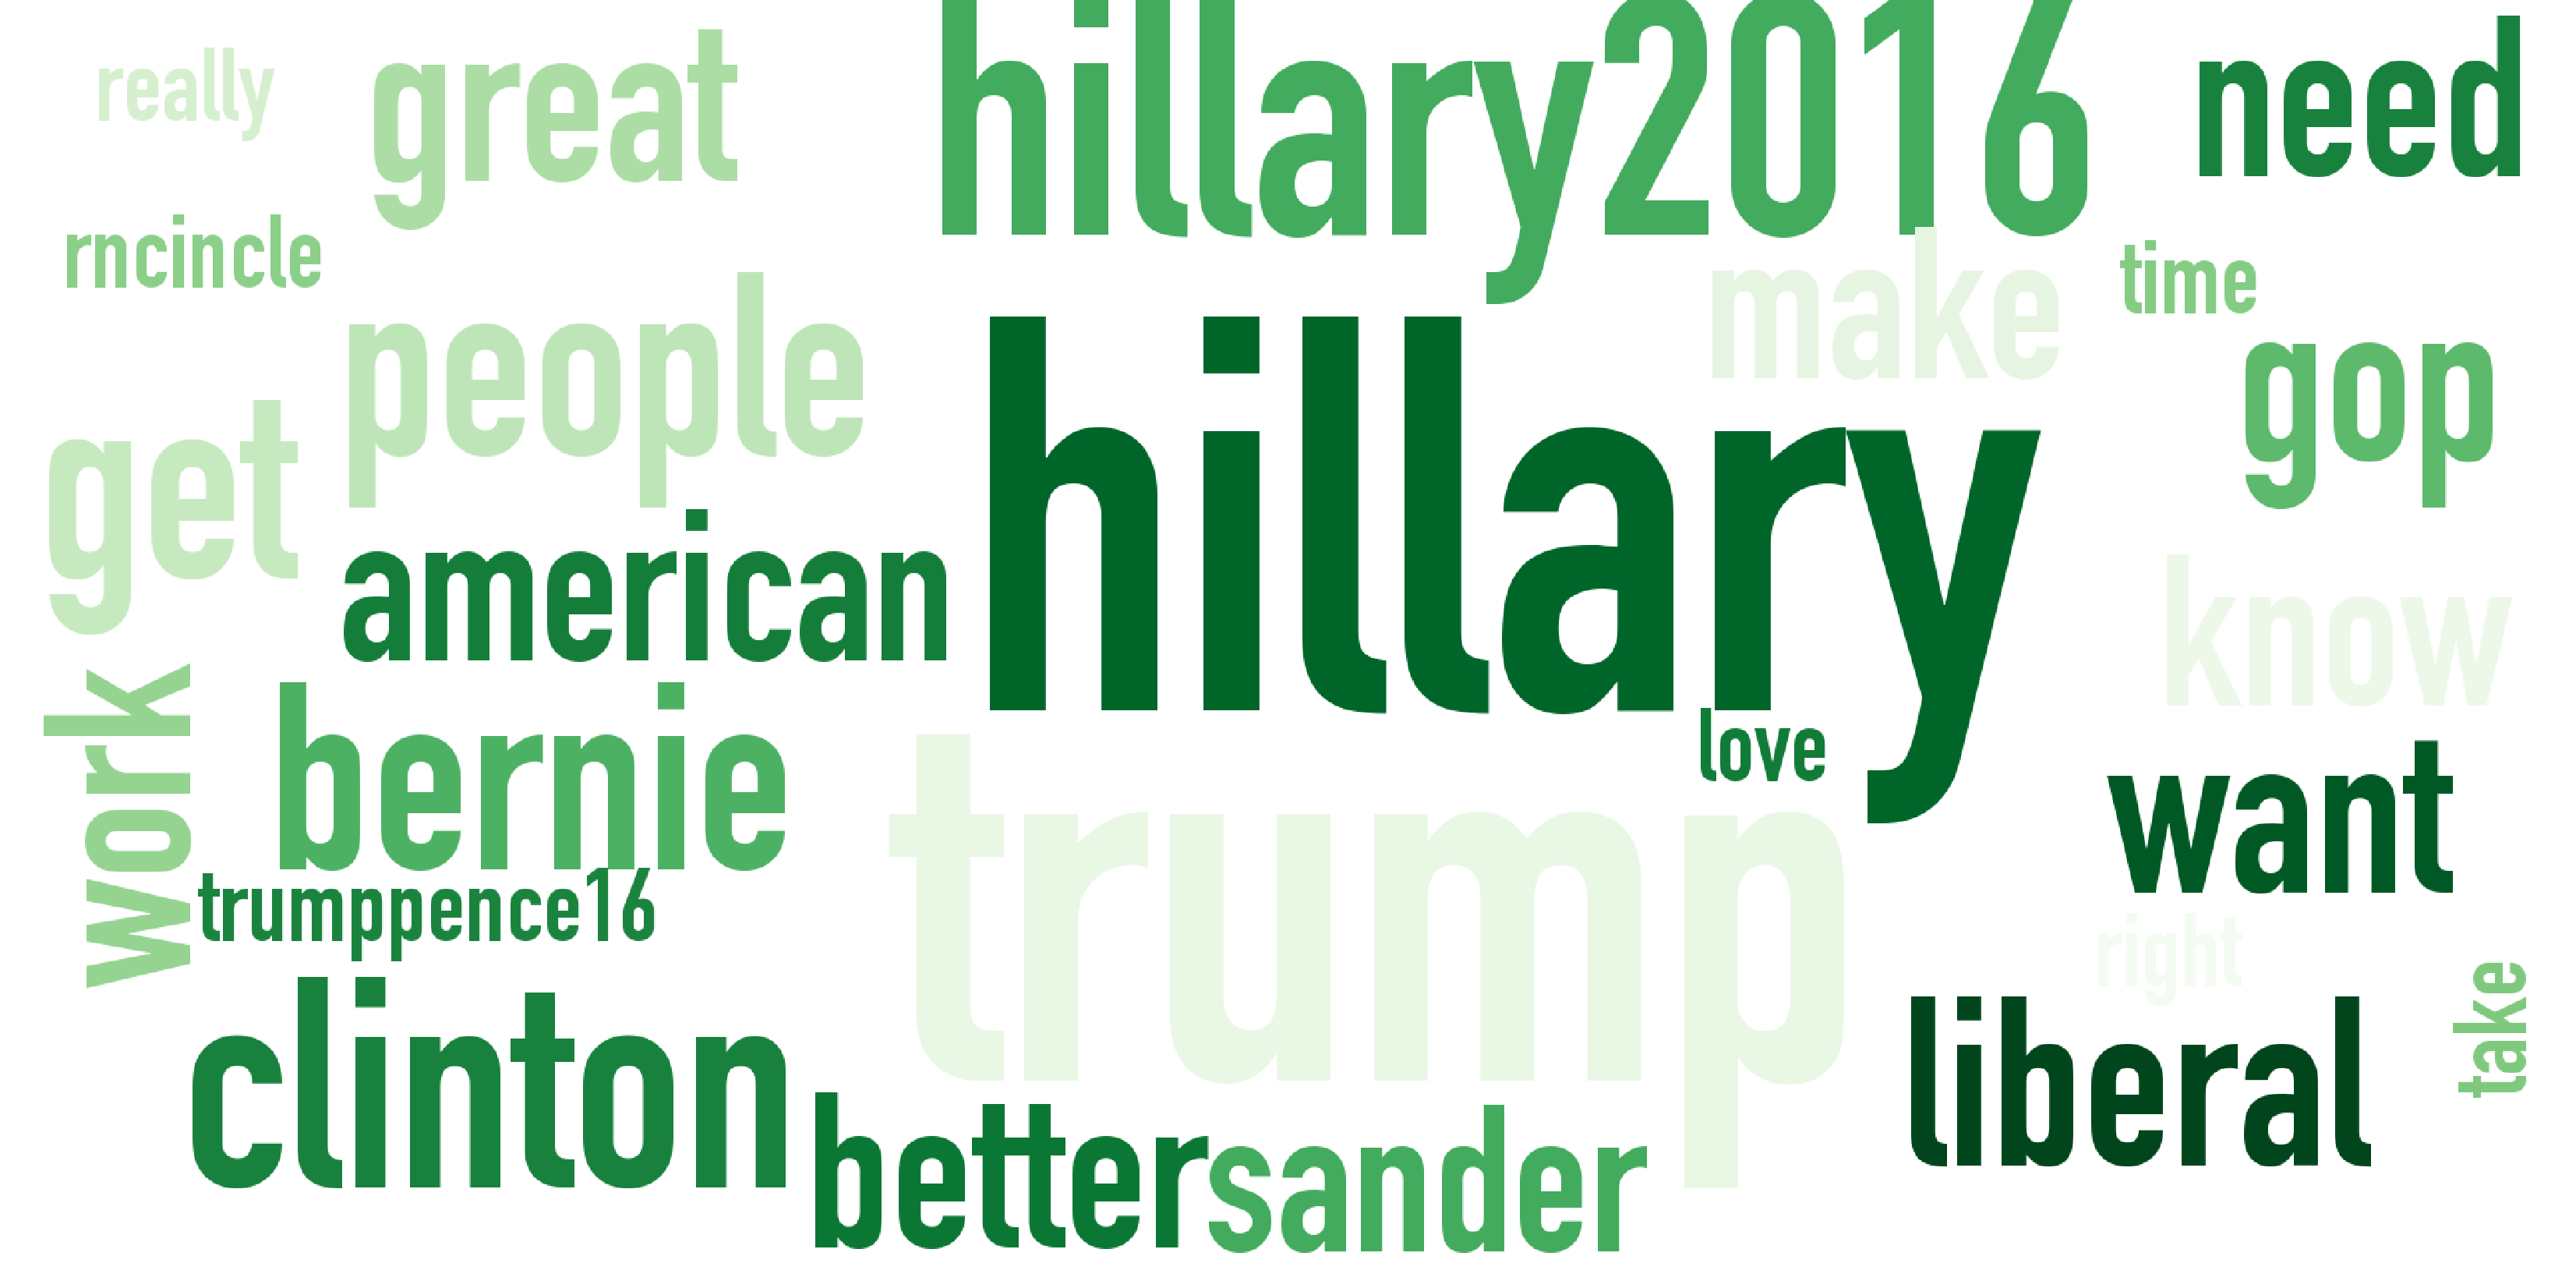 really
great
hillary2016
need
rncincle
people
make
time
get
hillary
gop
american
know
work
bernie
love
want
trumppence16
trump
right
clinton
liberal
take
better
sander